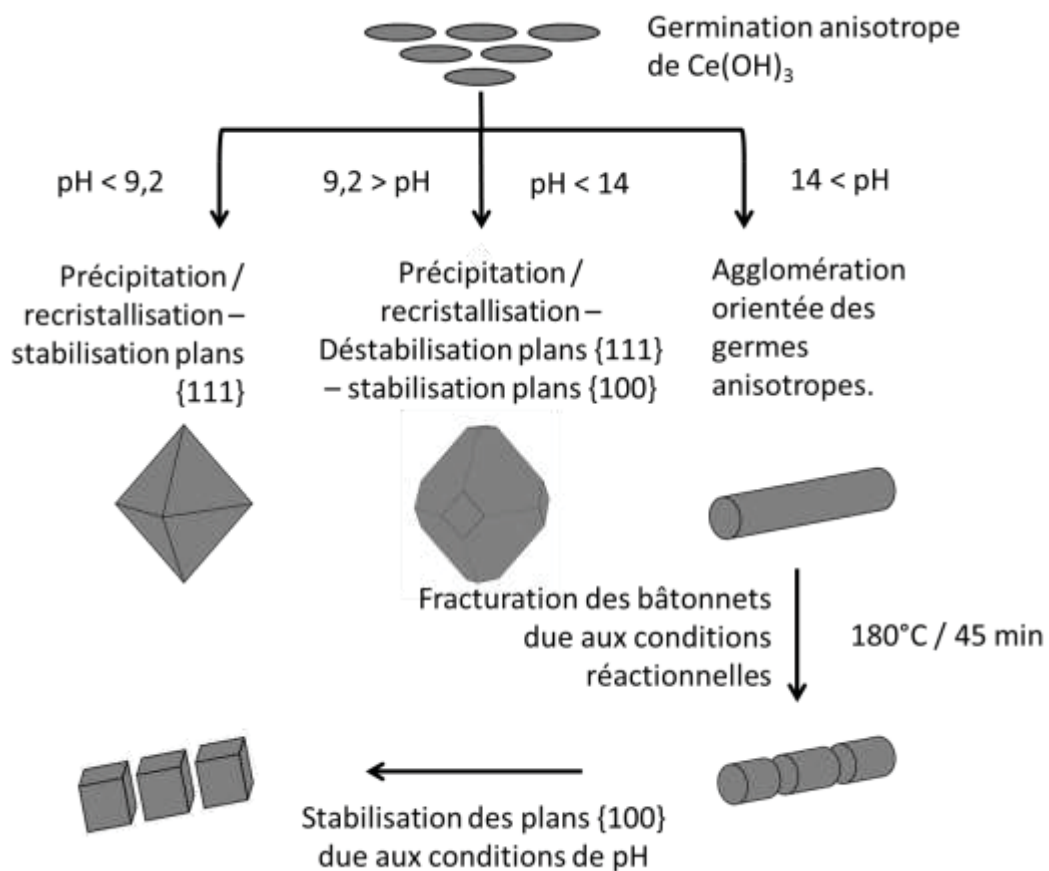 Germination anisotrope
de Ce(OH)₃
pH < 9,2
9,2 > pH
pH < 14
14 < pH
Précipitation /
recristallisation –
stabilisation plans
{111}
Précipitation /
recristallisation –
Déstabilisation plans {111}
– stabilisation plans {100}
Agglomération
orientée des
germes
anisotropes.
Fracturation des bâtonnets
due aux conditions
réactionnelles
180°C / 45 min
Stabilisation des plans {100}
due aux conditions de pH